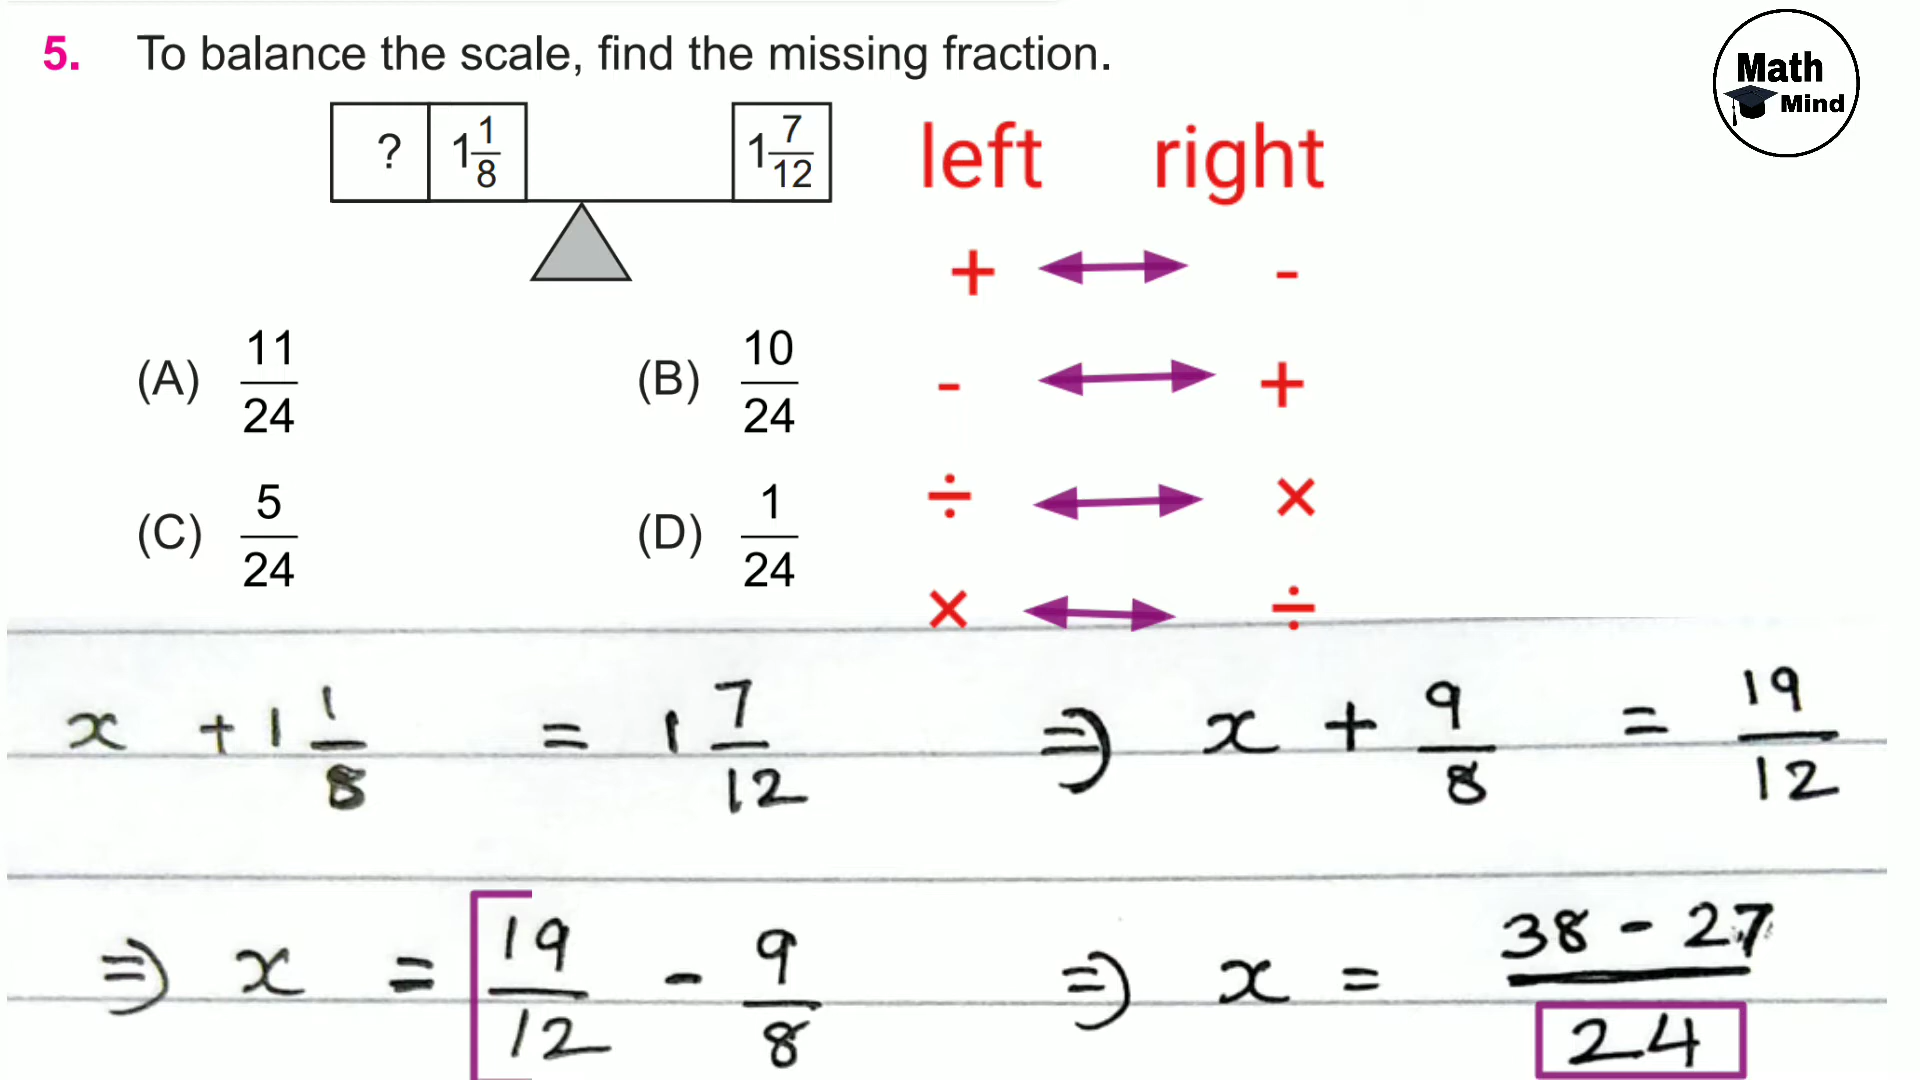 5. To balance the scale, find the missing fraction.
Math
Mind
? 1 1/8 1 7/12
left right
+ -
(A) 11/24 (B) 10/24
- +
÷ ×
(C) 5/24 (D) 1/24
× ÷
x + 1 1/8 = 1 7/12 ⇒ x + 9/8 = 19/12
⇒ x = 19/12 - 9/8 ⇒ x = 38 - 27/24